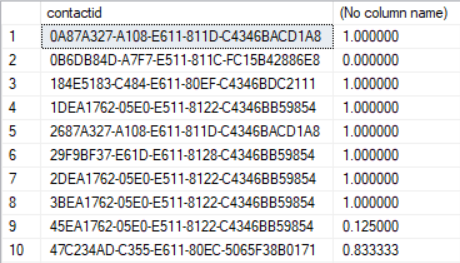 contactid (No column name)
1 0A87A327-A108-E611-811D-C4346BACD1A8 1.000000
2 0B6DB84D-A7F7-E511-811C-FC15B42886E8 0.000000
3 184E5183-C484-E611-80EF-C4346BDC2111 1.000000
4 1DEA1762-05E0-E511-8122-C4346BB59854 1.000000
5 2687A327-A108-E611-811D-C4346BACD1A8 1.000000
6 29F9BF37-E61D-E611-8128-C4346BB59854 1.000000
7 2DEA1762-05E0-E511-8122-C4346BB59854 1.000000
8 3BEA1762-05E0-E511-8122-C4346BB59854 1.000000
9 45EA1762-05E0-E511-8122-C4346BB59854 0.125000
10 47C234AD-C355-E611-80EC-5065F38B0171 0.833333